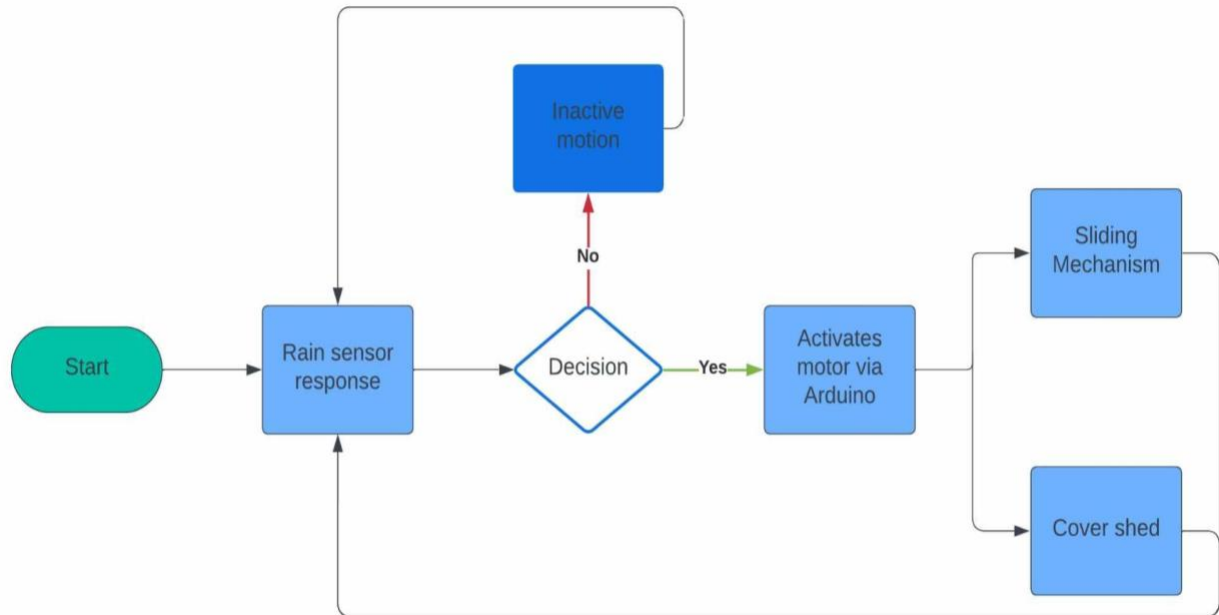 Inactive
motion
No
Start
Rain sensor
response
Decision
Yes
Activates
motor via
Arduino
Sliding
Mechanism
Cover shed